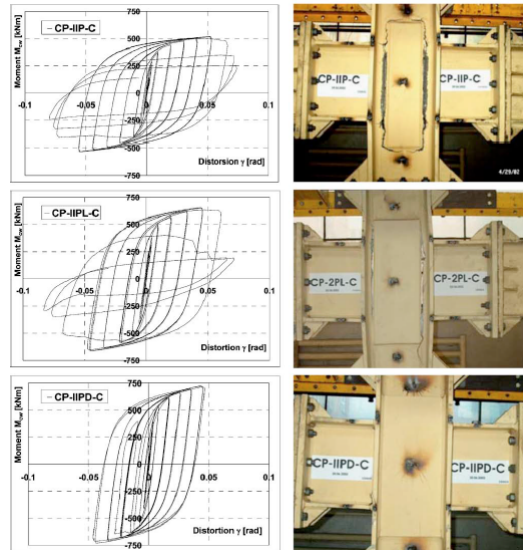 CP-IIP-C
Moment Mcw [kNm]
750
500
250
0
-250
-500
-750
-0.1
-0.05
0
0.05
0.1
Distorsion γ [rad]
CP-IIP-C
CP-IIP-C
4/29/02
CP-IIPL-C
Moment Mcw [kNm]
750
500
250
0
-250
-500
-750
-0.1
-0.05
0
0.05
0.1
Distortion γ [rad]
CP-2PL-C
CP-2PL-C
CP-IIPD-C
Moment Mcw [kNm]
750
500
250
0
-250
-500
-750
-0.1
-0.05
0
0.05
0.1
Distortion γ [rad]
CP-IIPD-C
CP-IIPD-C